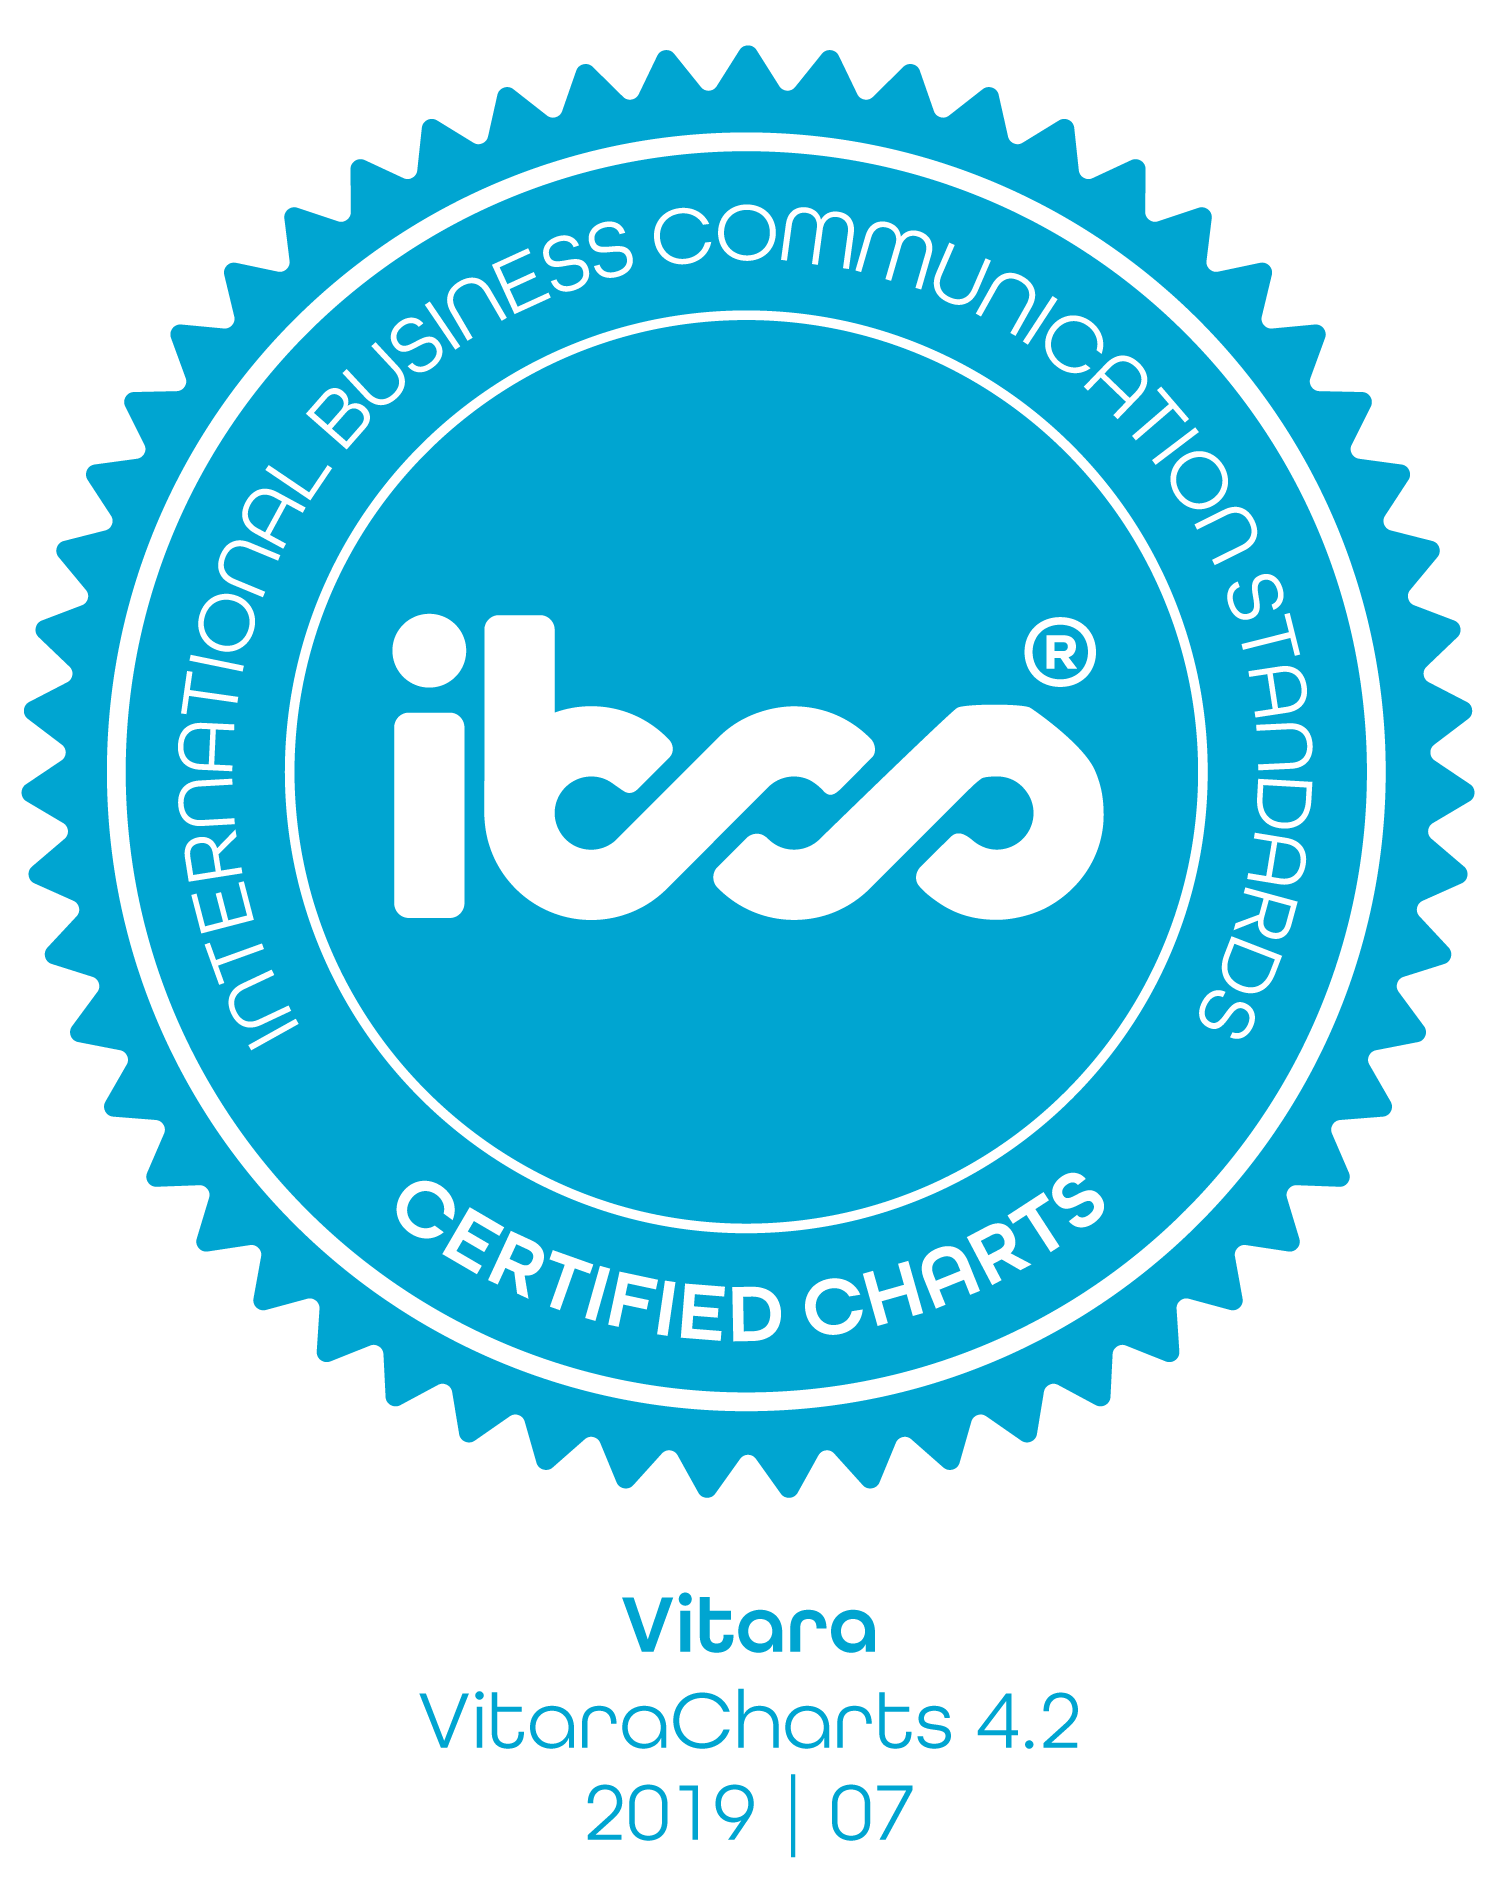 INTERNATIONAL BUSINESS COMMUNICATION STANDARDS
ibcs®
CERTIFIED CHARTS
Vitara
VitaraCharts 4.2
2019 | 07